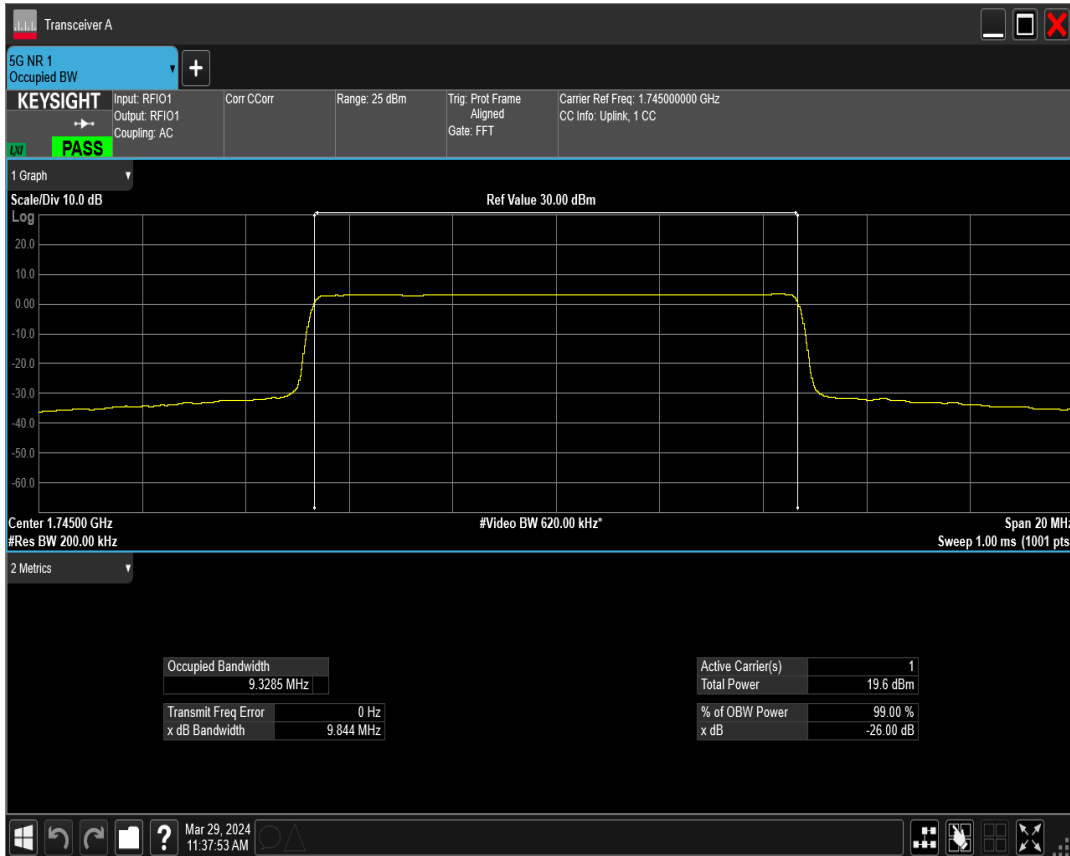 Transceiver A
5G NR 1
Occupied BW
+
KEYSIGHT
LXI
PASS
Input: RFIO1
Output: RFIO1
Coupling: AC
Corr CCorr
Range: 25 dBm
Trig: Prot Frame
Aligned
Gate: FFT
Carrier Ref Freq: 1.745000000 GHz
CC Info: Uplink, 1 CC
1 Graph
Scale/Div 10.0 dB
Ref Value 30.00 dBm
Log
20.0
10.0
0.00
-10.0
-20.0
-30.0
-40.0
-50.0
-60.0
Center 1.74500 GHz
#Video BW 620.00 kHz*
Span 20 MHz
#Res BW 200.00 kHz
Sweep 1.00 ms (1001 pts
2 Metrics
Occupied Bandwidth
9.3285 MHz
Transmit Freq Error 0 Hz
x dB Bandwidth 9.844 MHz
Active Carrier(s) 1
Total Power 19.6 dBm
% of OBW Power 99.00 %
x dB -26.00 dB
?
Mar 29, 2024
11:37:53 AM